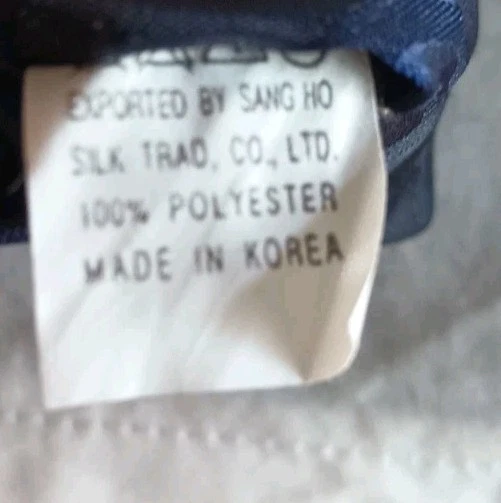 EXPORTED BY SANG HO
SILK TRAD, CO., LTD.
100% POLYESTER
MADE IN KOREA